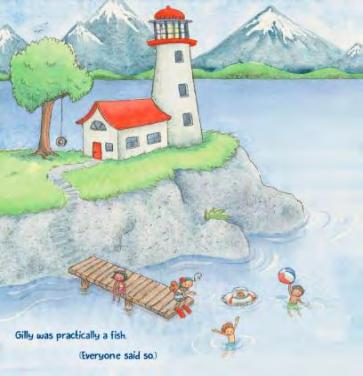 Gilly was practically a fish.
(Everyone said so.)